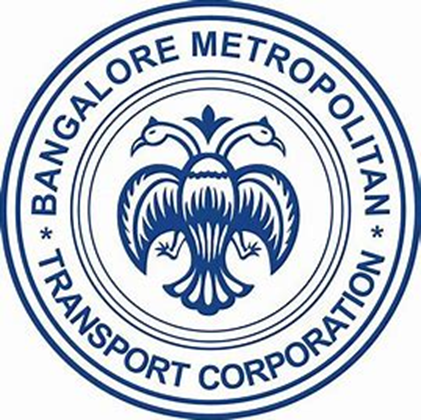 BANGALORE METROPOLITAN
* TRANSPORT CORPORATION *